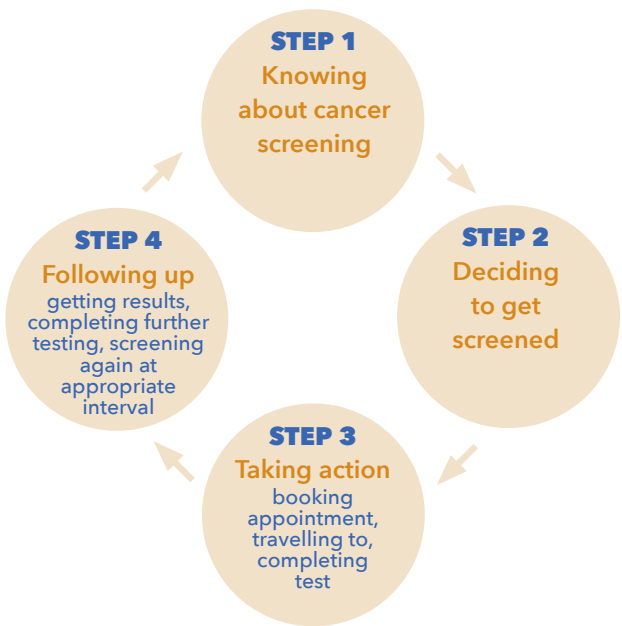 STEP 1
Knowing
about cancer
screening
STEP 2
Deciding
to get
screened
STEP 3
Taking action
booking
appointment,
travelling to,
completing
test
STEP 4
Following up
getting results,
completing further
testing, screening
again at
appropriate
interval